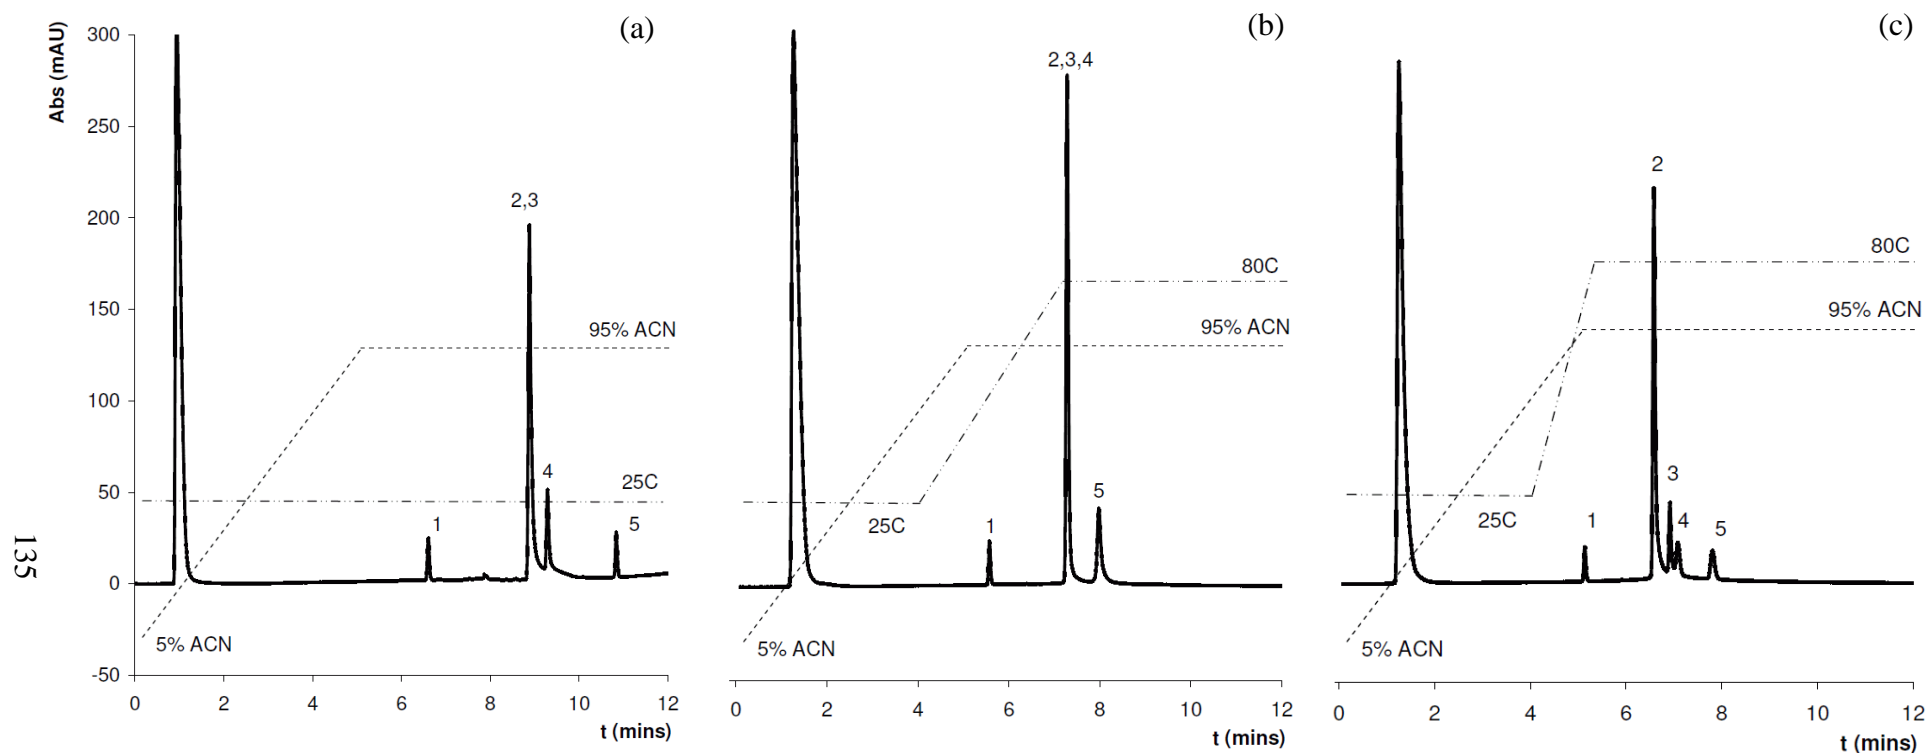 (a)
Abs (mAU)
300
250
200
150
100
50
0
-50
2,3
95% ACN
4
25C
1
5
5% ACN
0 2 4 6 8 10 12
t (mins)
(b)
2,3,4
80C
95% ACN
5
25C
1
5% ACN
0 2 4 6 8 10 12
t (mins)
(c)
2
80C
95% ACN
3
25C
1
4
5
5% ACN
0 2 4 6 8 10 12
t (mins)
135